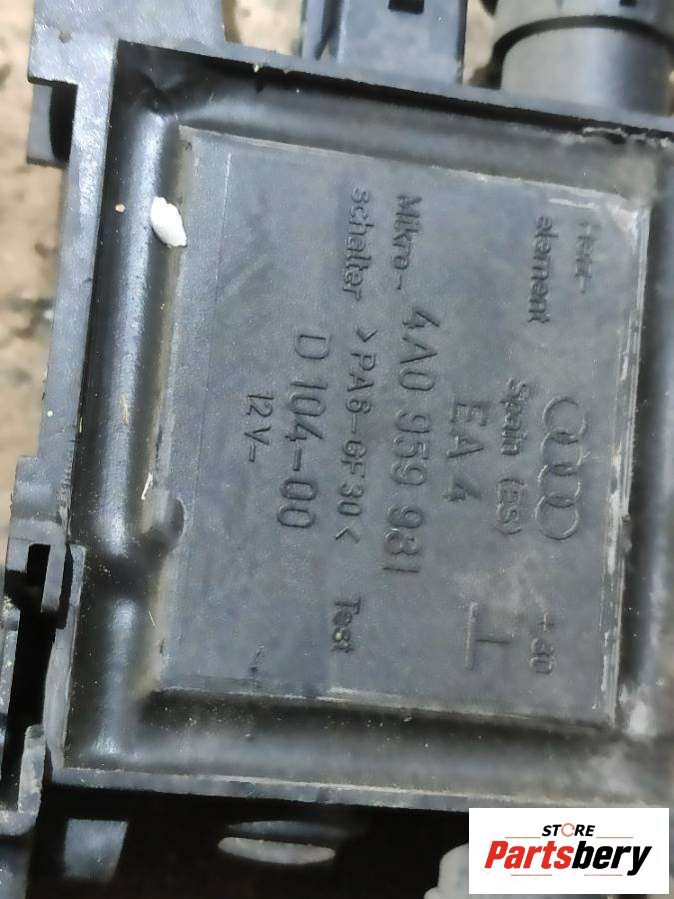 +30
element Spain (ES)
EA 4
Mikro- 4A0 959 981
schalter >PA6-GF30< Test
D 104-00
12V-
STORE
Partsbery